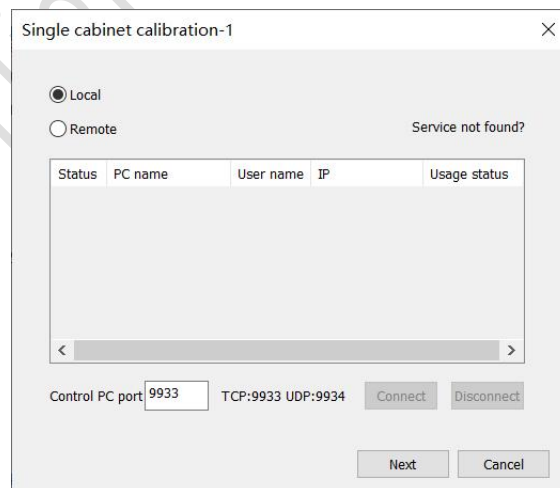 Single cabinet calibration-1
Local
Remote
Service not found?
Status PC name User name IP Usage status
Control PC port 9933 TCP:9933 UDP:9934 Connect Disconnect
Next Cancel